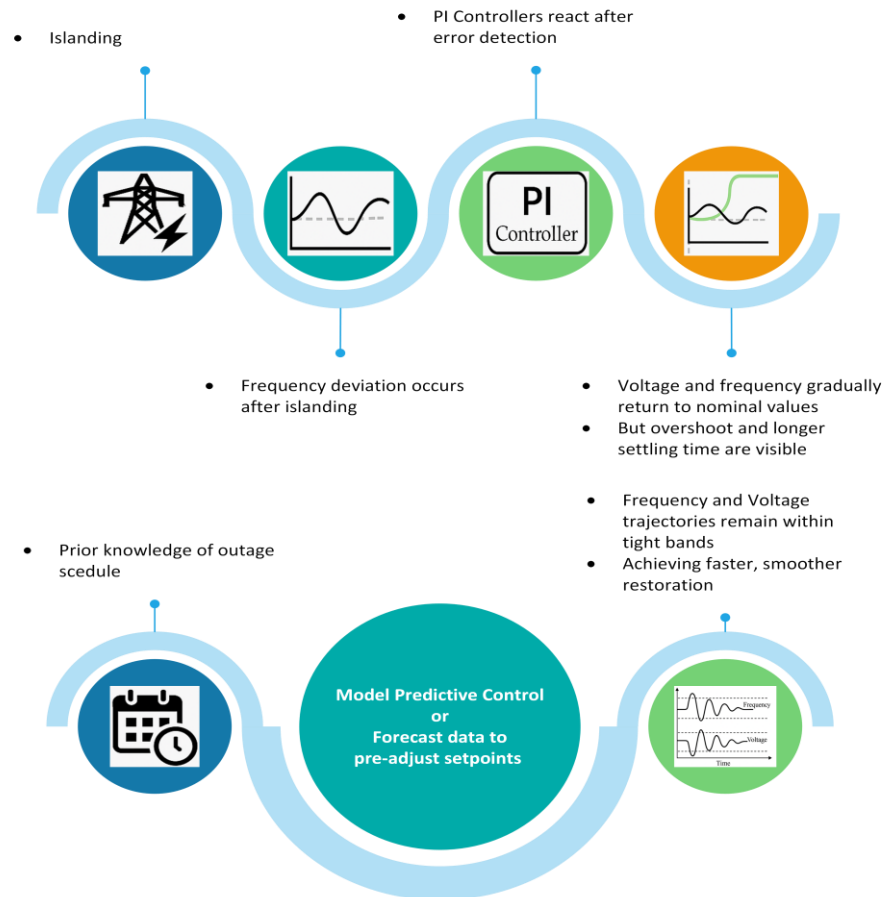 • Islanding
• PI Controllers react after
error detection
PI
Controller
• Frequency deviation occurs
after islanding
• Voltage and frequency gradually
return to nominal values
• But overshoot and longer
settling time are visible
• Prior knowledge of outage
scedule
Model Predictive Control
or
Forecast data to
pre-adjust setpoints
• Frequency and Voltage
trajectories remain within
tight bands
• Achieving faster, smoother
restoration
Frequency
Voltage
Time